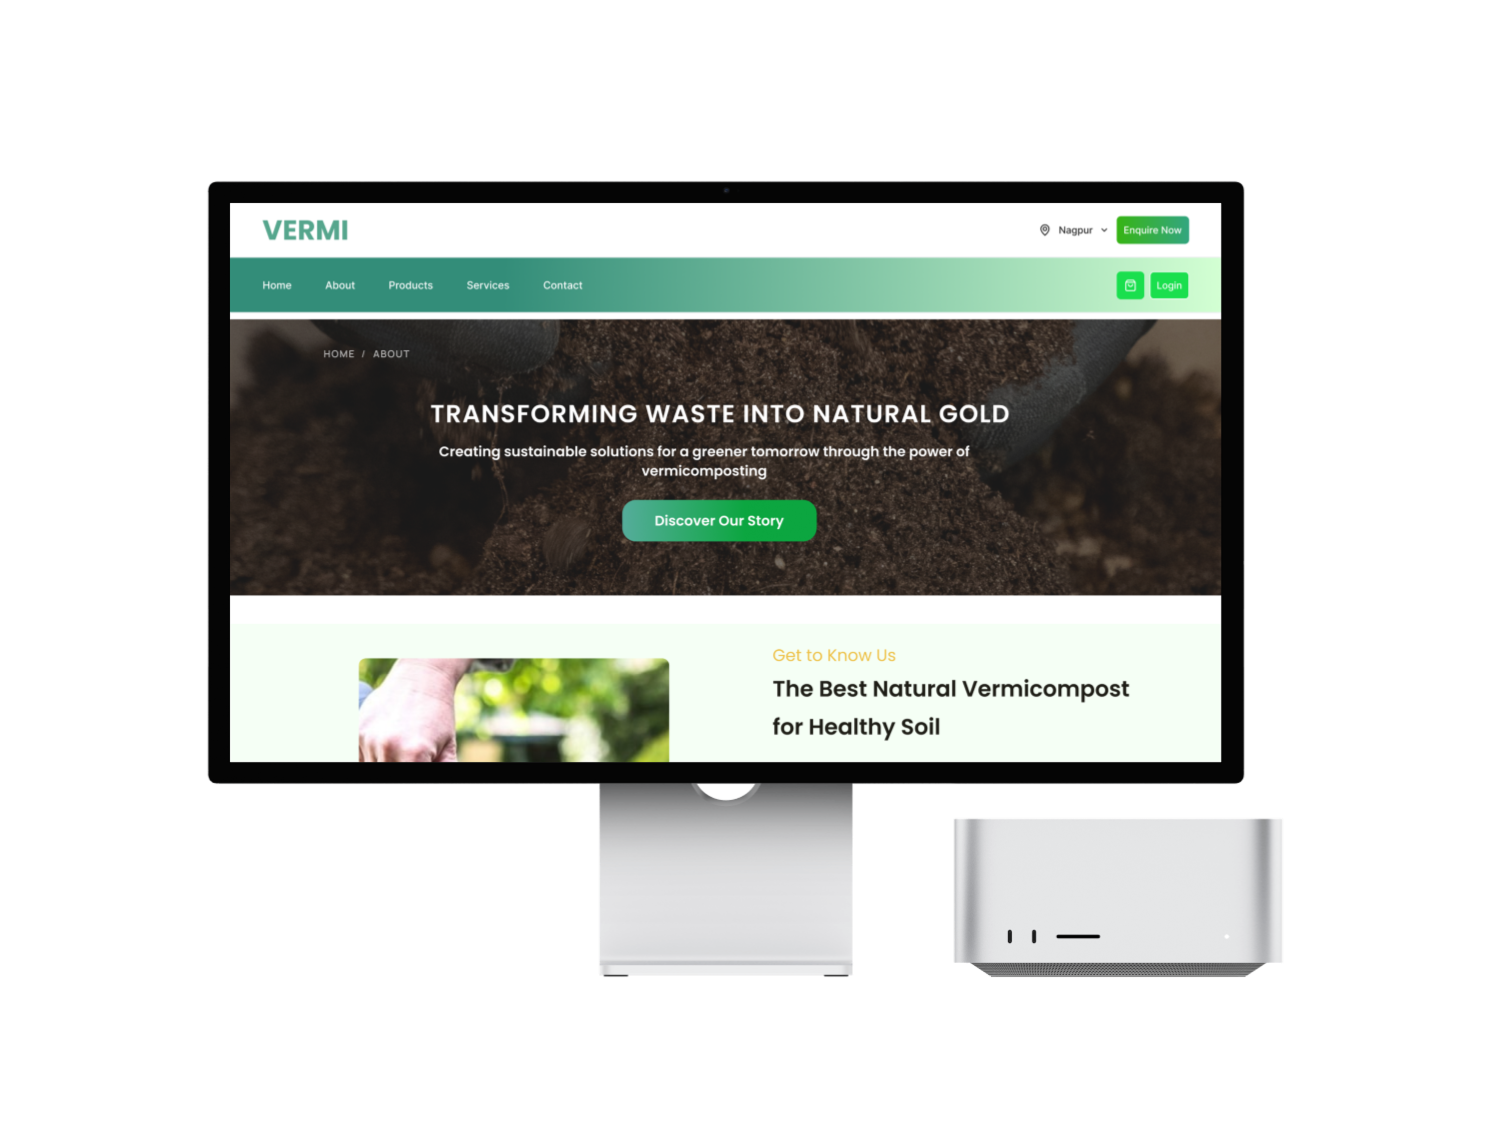 VERMI
Nagpur
Enquire Now
Home
About
Products
Services
Contact
Login
HOME / ABOUT
TRANSFORMING WASTE INTO NATURAL GOLD
Creating sustainable solutions for a greener tomorrow through the power of
vermicomposting
Discover Our Story
Get to Know Us
The Best Natural Vermicompost
for Healthy Soil